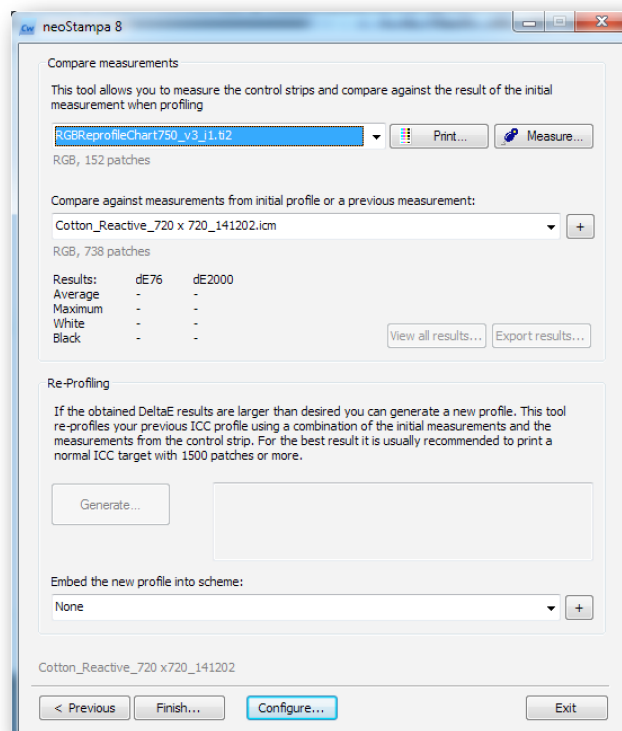 Cw neoStampa 8
Compare measurements
This tool allows you to measure the control strips and compare against the result of the initial
measurement when profiling
RGBReprofileChart750_v3_i1.ti2
Print...
Measure...
RGB, 152 patches
Compare against measurements from initial profile or a previous measurement:
Cotton_Reactive_720 x 720_141202.icm
+
RGB, 738 patches
Results: dE76 dE2000
Average - -
Maximum - -
White - -
Black - -
View all results...
Export results...
Re-Profiling
If the obtained DeltaE results are larger than desired you can generate a new profile. This tool
re-profiles your previous ICC profile using a combination of the initial measurements and the
measurements from the control strip. For the best result it is usually recommended to print a
normal ICC target with 1500 patches or more.
Generate...
Embed the new profile into scheme:
None
+
Cotton_Reactive_720 x720_141202
< Previous
Finish...
Configure...
Exit